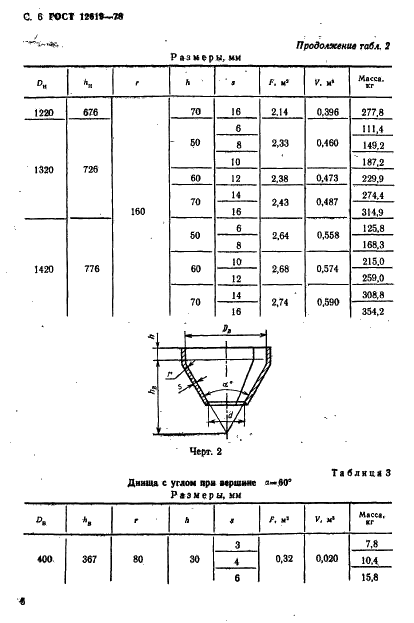 С. 6 ГОСТ 12619—78
Продолжение табл. 2
Размеры, мм
Dн hн r h s F, м² V, м³ Масса, кг
1220 676 160 70 16 2,14 0,396 277,8
1320 726 50 6 2,33 0,460 111,4
8 149,2
10 187,2
60 12 2,38 0,473 229,9
70 14 2,43 0,487 274,4
16 314,9
1420 776 50 6 2,64 0,558 125,8
8 168,3
60 10 2,68 0,574 215,0
12 259,0
70 14 2,74 0,590 308,8
16 354,2
Dв
h
r
s
α°
hв
d
Черт. 2
Таблица 3
Днища с углом при вершине α=60°
Размеры, мм
Dв hв r h s F, м² V, м³ Масса, кг
400 367 80 30 3 0,32 0,020 7,8
4 10,4
6 15,8